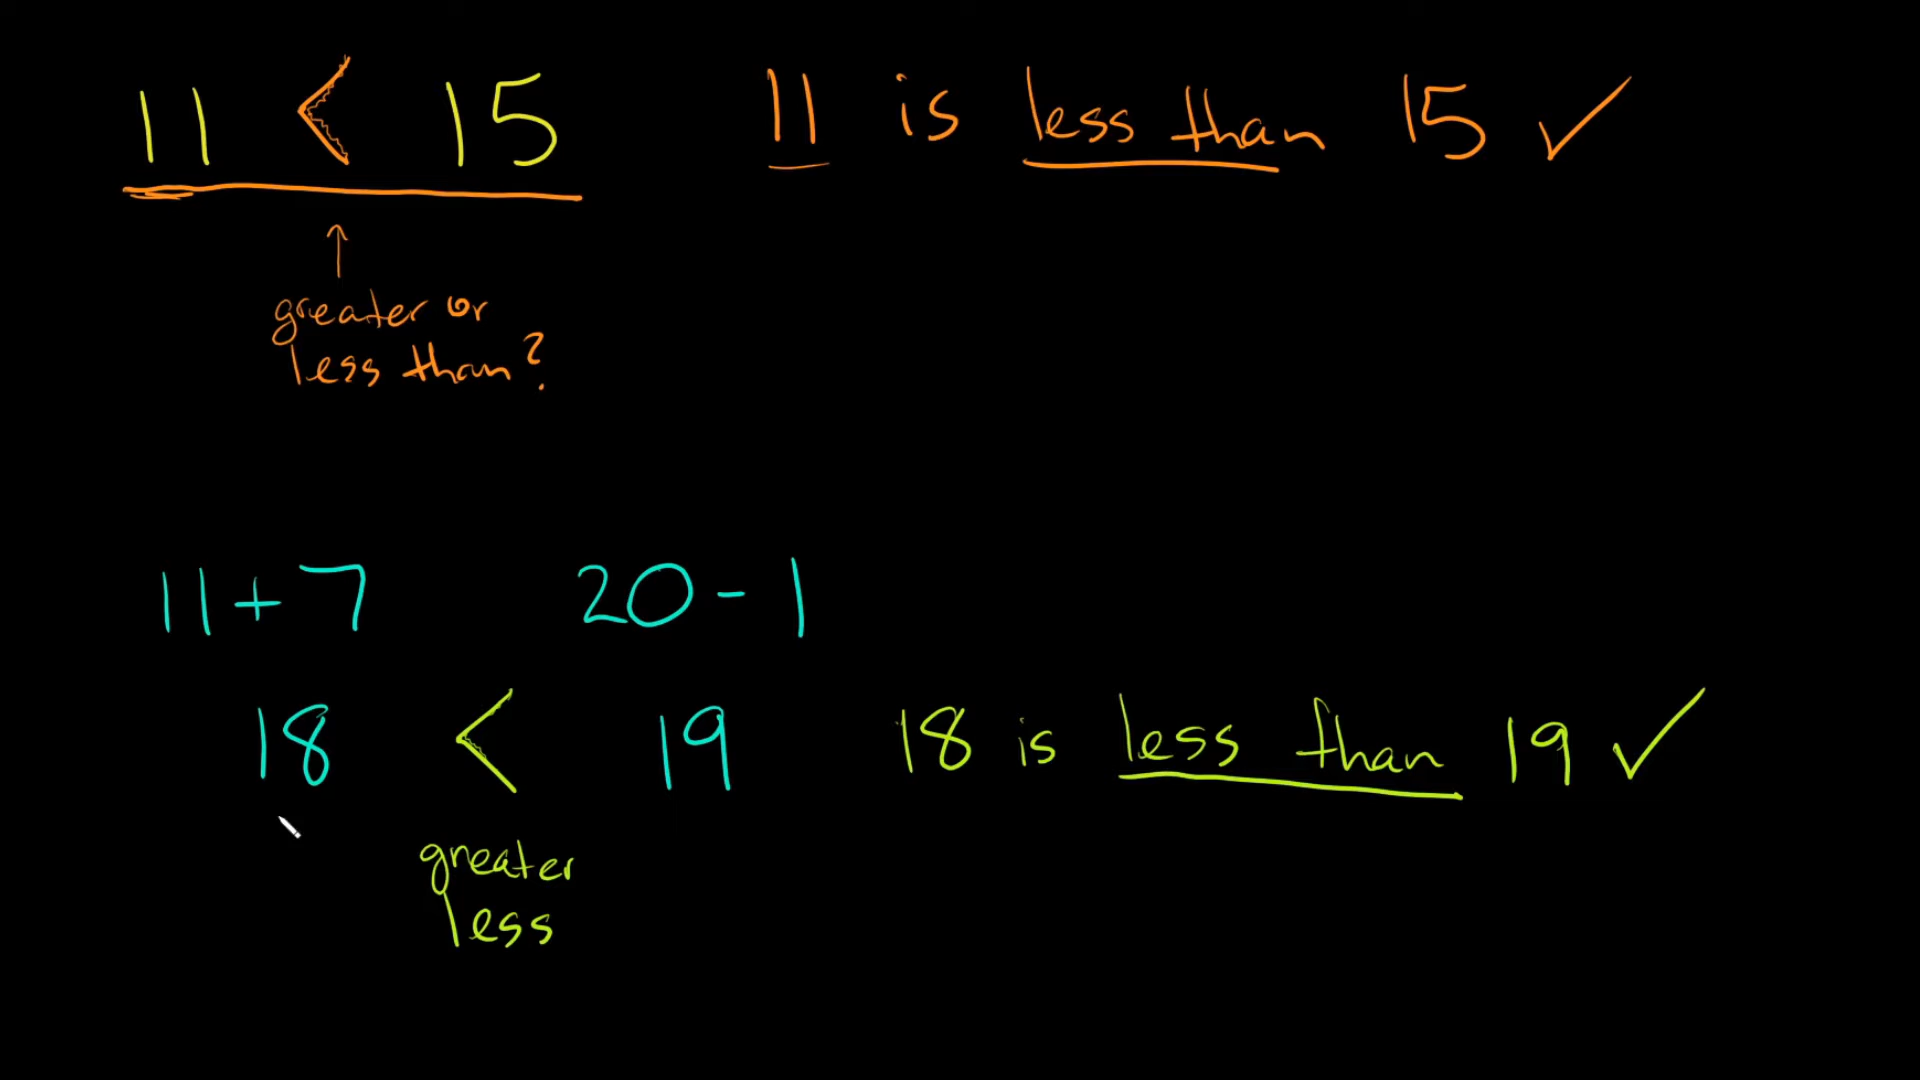 11 < 15 11 is less than 15 ✓
↑
greater or
less than?
11 + 7 20 - 1
18 < 19 18 is less than 19 ✓
greater
less